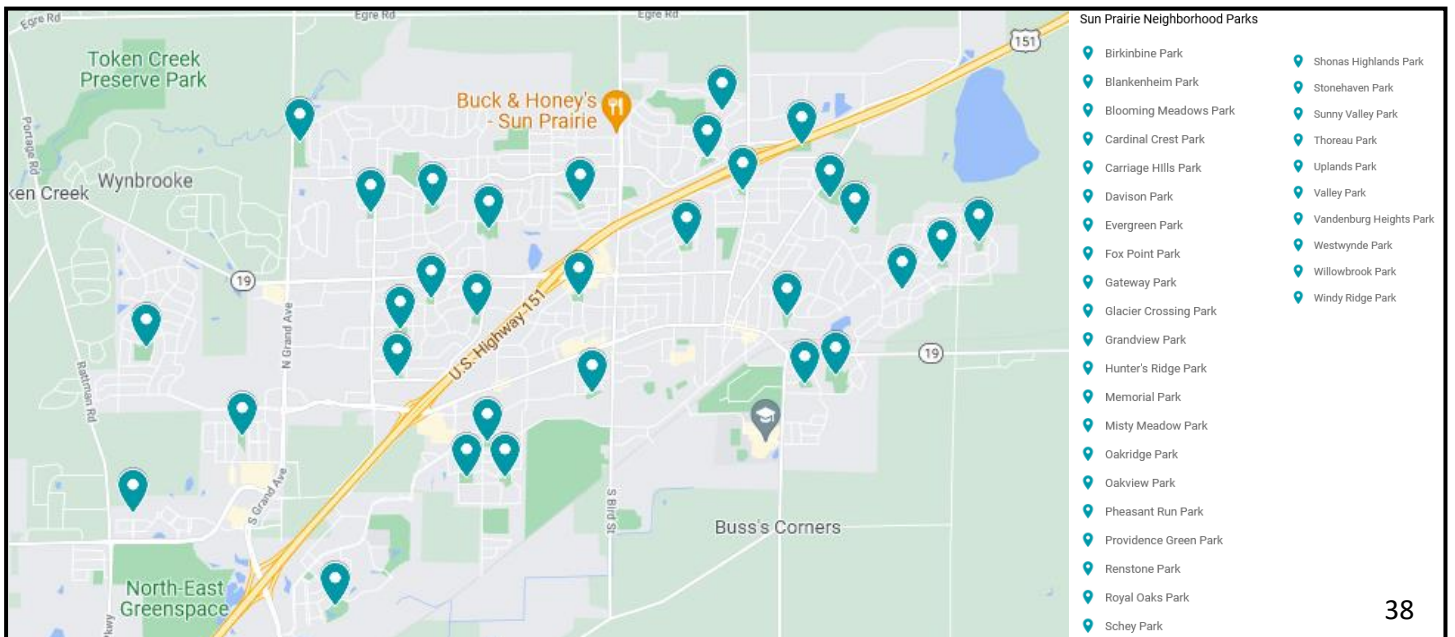 Egre Rd
Egre Rd
Egre Rd
151
Token Creek
Preserve Park
Buck & Honey's
- Sun Prairie
Portage Rd
ken Creek
Wynbrooke
19
N Grand Ave
U.S. Highway 151
19
Rattman Rd
S Grand Ave
S Bird St
Buss's Corners
North-East
Greenspace
Pkwy
Sun Prairie Neighborhood Parks
Birkinbine Park
Blankenheim Park
Blooming Meadows Park
Cardinal Crest Park
Carriage HIlls Park
Davison Park
Evergreen Park
Fox Point Park
Gateway Park
Glacier Crossing Park
Grandview Park
Hunter's Ridge Park
Memorial Park
Misty Meadow Park
Oakridge Park
Oakview Park
Pheasant Run Park
Providence Green Park
Renstone Park
Royal Oaks Park
Schey Park
Shonas Highlands Park
Stonehaven Park
Sunny Valley Park
Thoreau Park
Uplands Park
Valley Park
Vandenburg Heights Park
Westwynde Park
Willowbrook Park
Windy Ridge Park
38